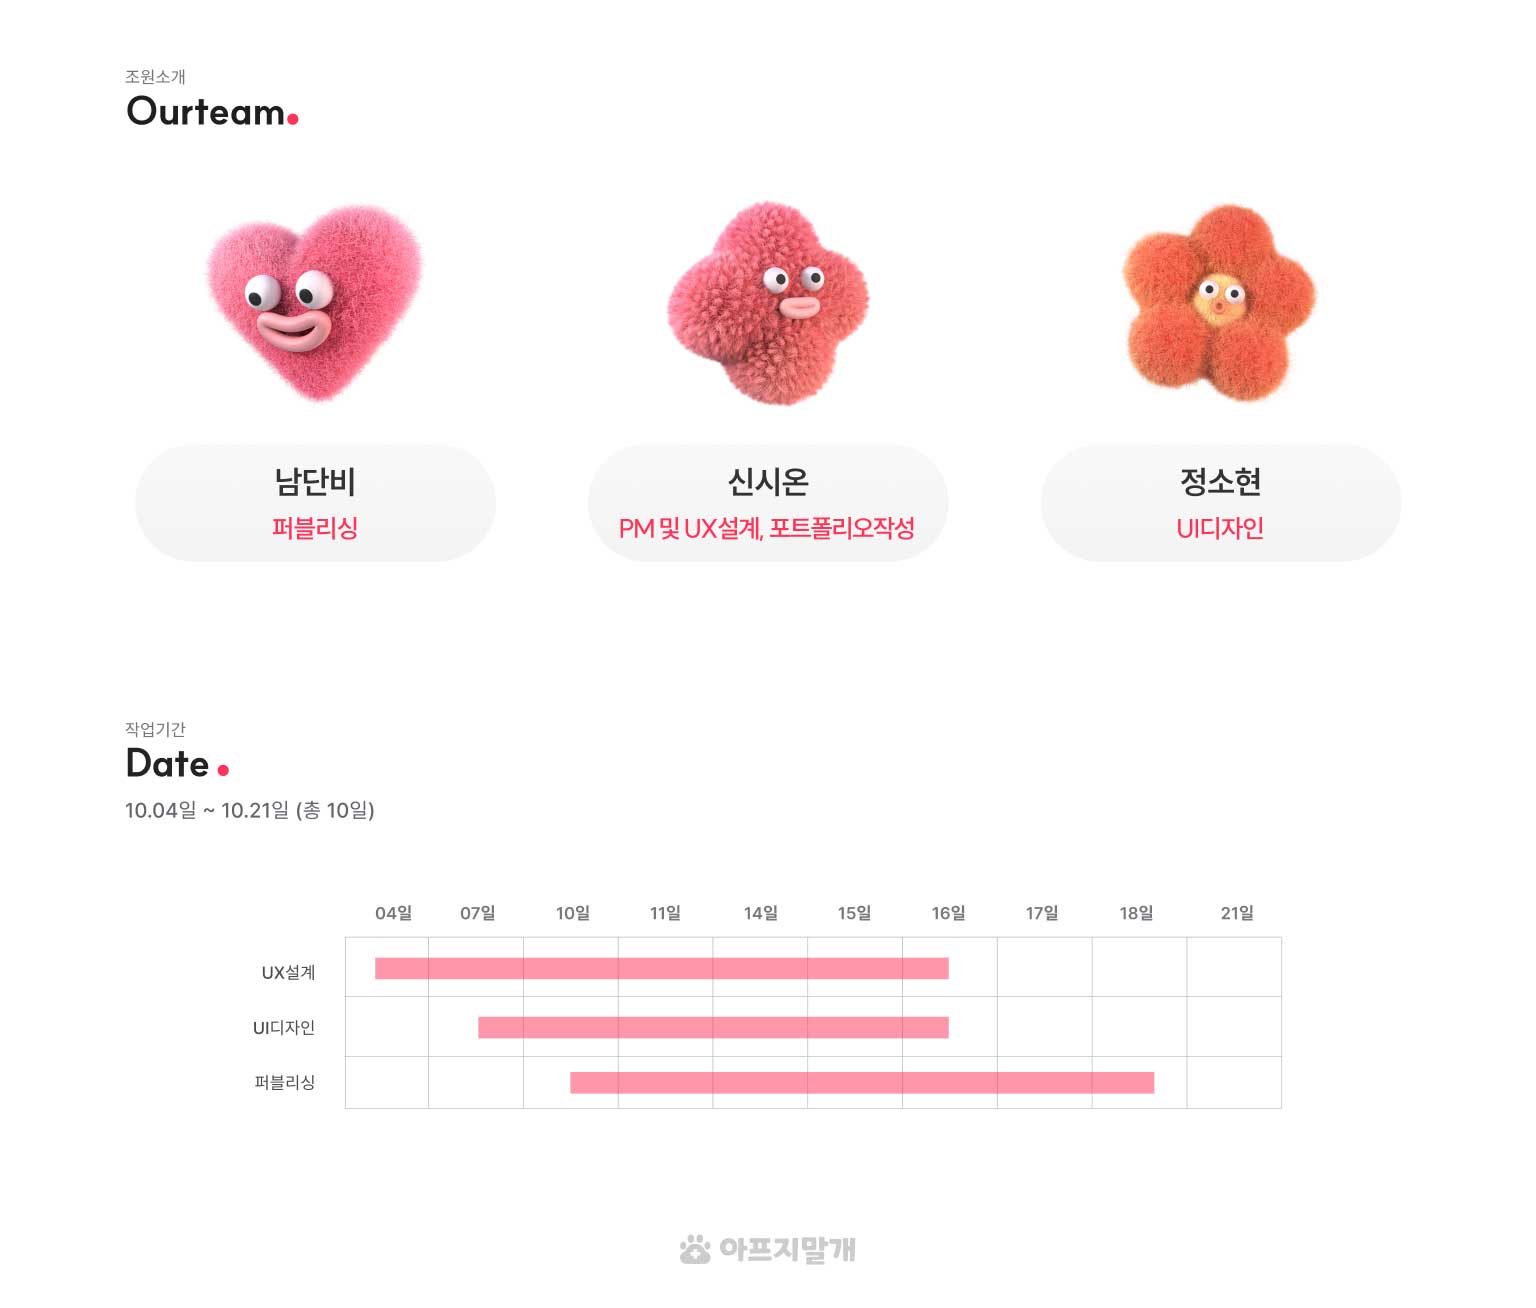 조원소개
Ourteam.
남단비
퍼블리싱
신시온
PM 및 UX설계, 포트폴리오작성
정소현
UI디자인
작업기간
Date .
10.04일 ~ 10.21일 (총 10일)
04일 07일 10일 11일 14일 15일 16일 17일 18일 21일
UX설계
UI디자인
퍼블리싱
아프지말개